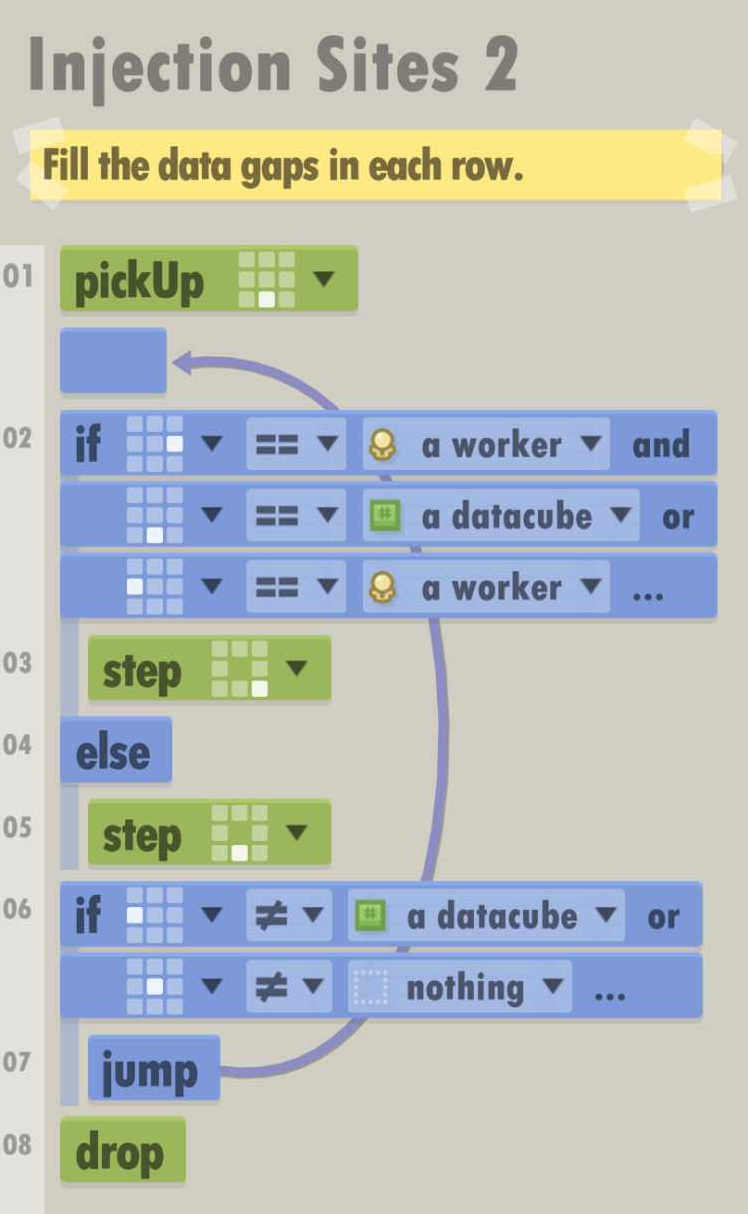 Injection Sites 2
Fill the data gaps in each row.
01 pickUp
02 if == a worker and
== a datacube or
== a worker ...
03 step
04 else
05 step
06 if ≠ a datacube or
≠ nothing ...
07 jump
08 drop